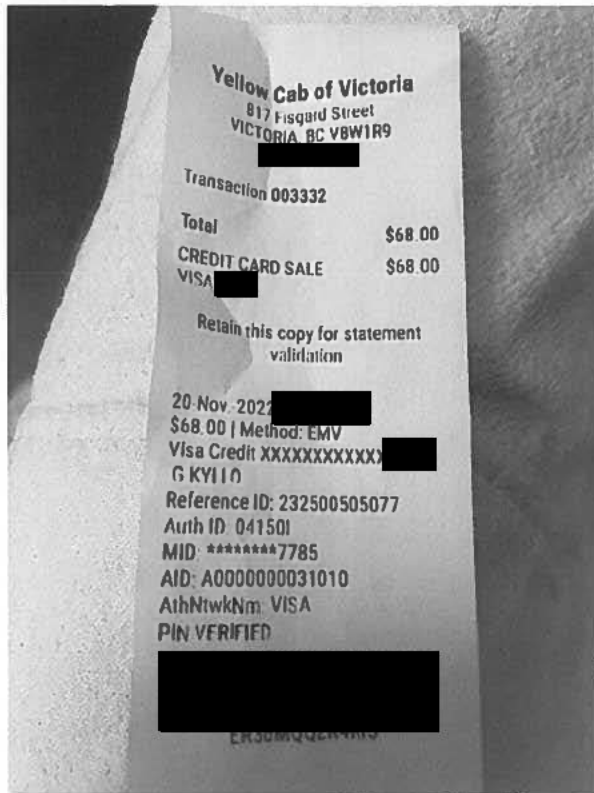 Yellow Cab of Victoria
817 Fisgard Street
VICTORIA, BC V8W1R9
Transaction 003332
Total $68.00
CREDIT CARD SALE $68.00
VISA
Retain this copy for statement
validation
20-Nov-2022
$68.00 | Method: EMV
Visa Credit XXXXXXXXXXXX
G KYLLO
Reference ID: 232500505077
Auth ID: 04150I
MID: ********7785
AID: A0000000031010
AthNtwkNm: VISA
PIN VERIFIED